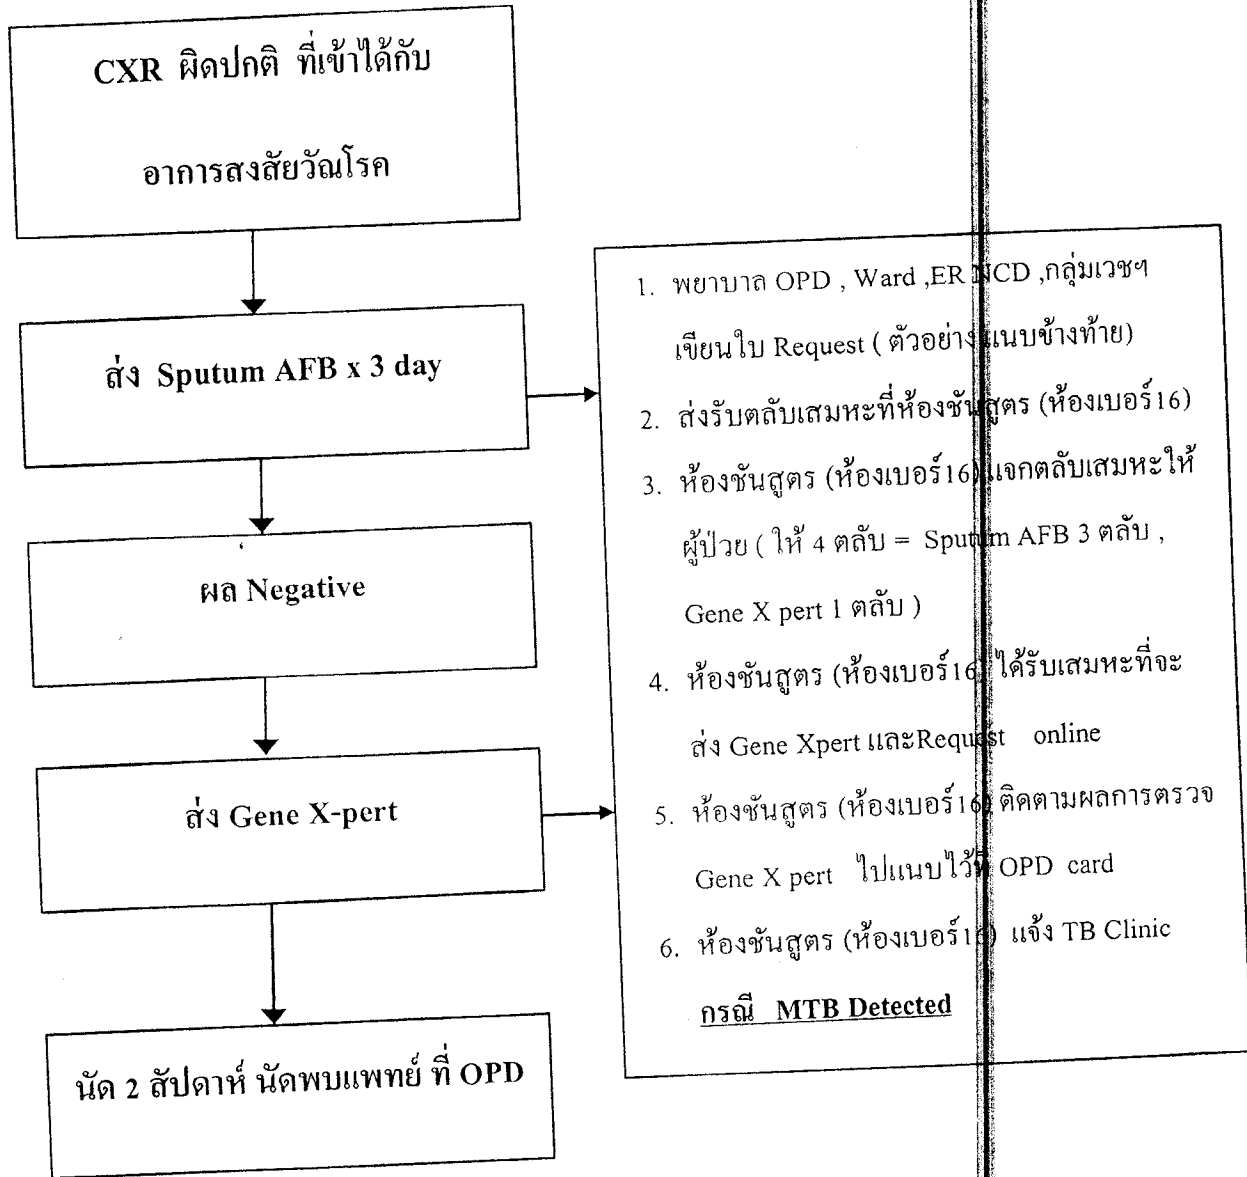 CXR ผิดปกติ ที่เข้าได้กับ
อาการสงสัยวัณโรค
ส่ง Sputum AFB x 3 day
ผล Negative
ส่ง Gene X-pert
นัด 2 สัปดาห์ นัดพบแพทย์ ที่ OPD
1. พยาบาล OPD , Ward ,ER NCD ,กลุ่มเวชฯ
เขียนใบ Request ( ตัวอย่าง แนบข้างท้าย)
2. ส่งรับตลับเสมหะที่ห้องชันสูตร (ห้องเบอร์16)
3. ห้องชันสูตร (ห้องเบอร์16) แจกตลับเสมหะให้
ผู้ป่วย ( ให้ 4 ตลับ = Sputum AFB 3 ตลับ ,
Gene X pert 1 ตลับ )
4. ห้องชันสูตร (ห้องเบอร์16) ได้รับเสมหะที่จะ
ส่ง Gene Xpert และRequest online
5. ห้องชันสูตร (ห้องเบอร์16) ติดตามผลการตรวจ
Gene X pert ไปแนบไว้ที่ OPD card
6. ห้องชันสูตร (ห้องเบอร์16) แจ้ง TB Clinic
กรณี MTB Detected